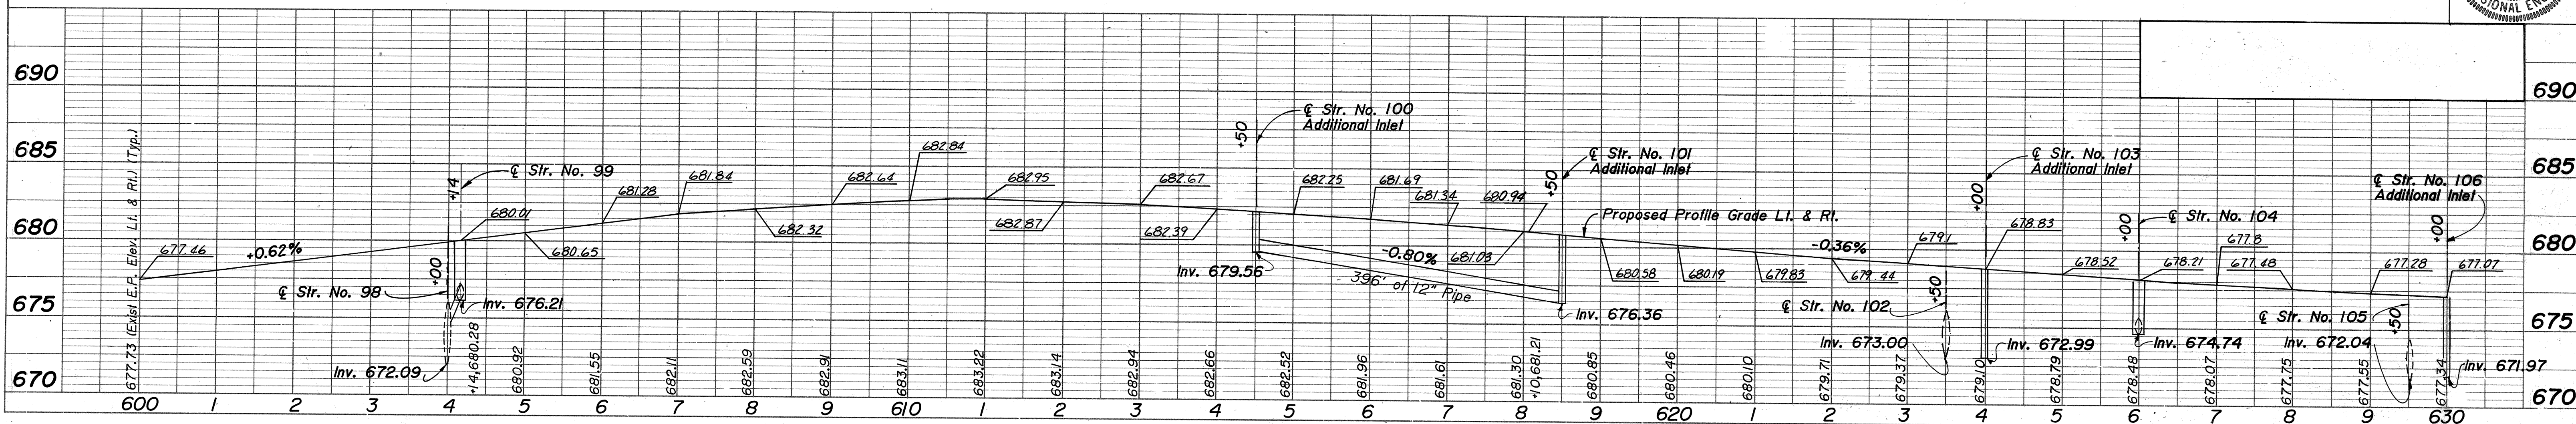 SIONAL EN
690
685
680
675
670
690
685
680
675
670
677.73 (Exist E.P. Elev. Lt. & Rt.) (Typ.)
677.46
+0.62%
℄ Str. No. 98
+00
Inv. 672.09
+14
℄ Str. No. 99
680.01
Inv. 676.21
680.65
681.28
681.84
682.32
682.64
682.84
682.95
682.87
682.67
682.39
+50
℄ Str. No. 100
Additional Inlet
Inv. 679.56
682.25
681.69
681.34
680.94
681.03
-0.80%
396' of 12" Pipe
+50
℄ Str. No. 101
Additional Inlet
Inv. 676.36
Proposed Profile Grade Lt. & Rt.
680.58
680.19
679.83
679.44
-0.36%
679.1
℄ Str. No. 102
+50
Inv. 673.00
+00
℄ Str. No. 103
Additional Inlet
678.83
Inv. 672.99
678.52
+00
℄ Str. No. 104
678.21
Inv. 674.74
677.8
677.48
677.28
℄ Str. No. 105
+50
Inv. 672.04
℄ Str. No. 106
Additional Inlet
+00
677.07
Inv. 671.97
+14,680.28
680.92
681.55
682.11
682.59
682.91
683.11
683.22
683.14
682.94
682.66
682.52
681.96
681.61
681.30
+10,681.21
680.85
680.46
680.10
679.71
679.37
679.10
678.79
678.48
678.07
677.75
677.55
677.34
600 1 2 3 4 5 6 7 8 9 610 1 2 3 4 5 6 7 8 9 620 1 2 3 4 5 6 7 8 9 630